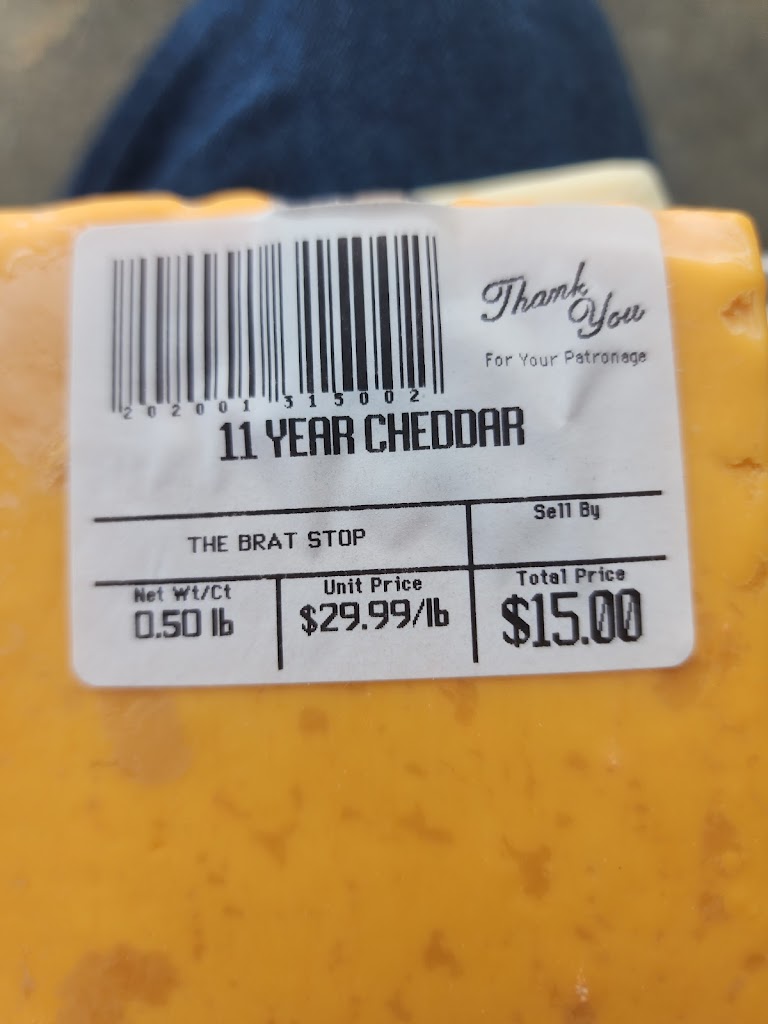 Thank
You
For Your Patronage
202001 315002
11 YEAR CHEDDAR
THE BRAT STOP
Sell By
Net Wt/Ct
0.50 lb
Unit Price
$29.99/lb
Total Price
$15.00